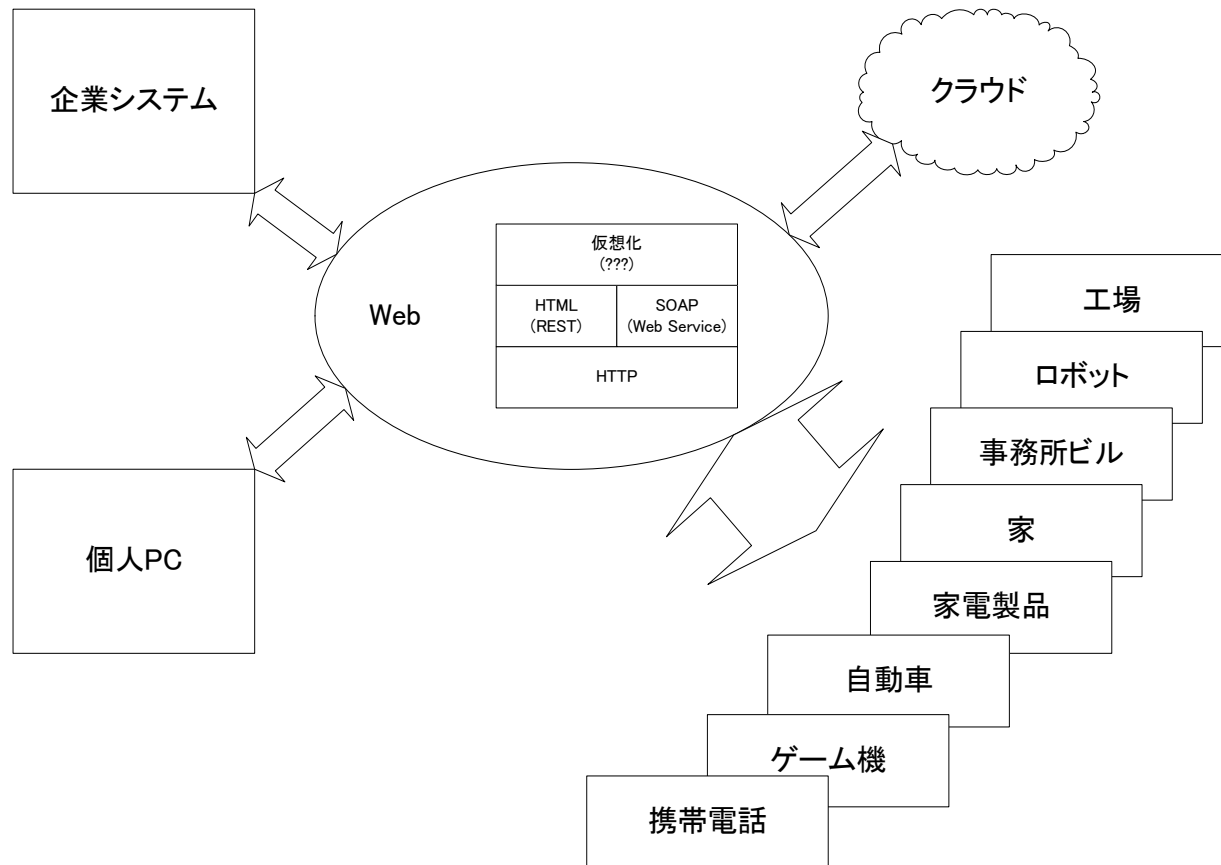 企業システム
クラウド
Web
仮想化
(???)
HTML
(REST)
SOAP
(Web Service)
HTTP
個人PC
工場
ロボット
事務所ビル
家
家電製品
自動車
ゲーム機
携帯電話